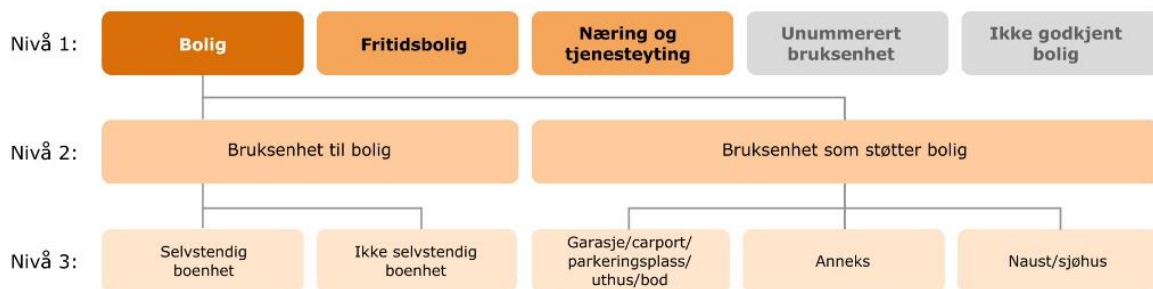 Nivå 1:
Bolig
Fritidsbolig
Næring og
tjenesteyting
Unummerert
bruksenhet
Ikke godkjent
bolig
Nivå 2:
Bruksenhet til bolig
Bruksenhet som støtter bolig
Nivå 3:
Selvstendig
boenhet
Ikke selvstendig
boenhet
Garasje/carport/
parkeringsplass/
uthus/bod
Anneks
Naust/sjøhus